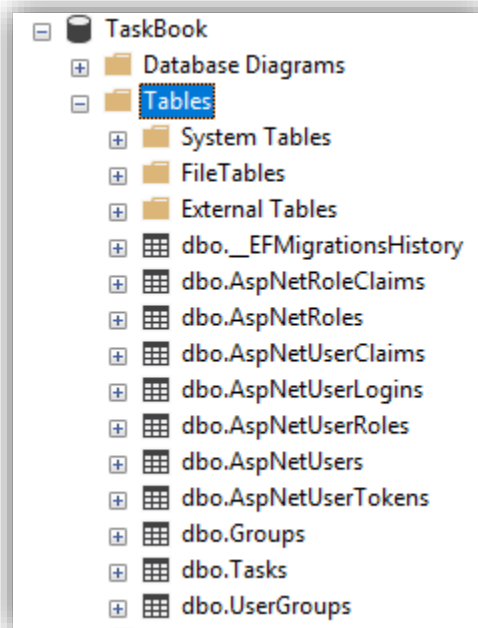 TaskBook
Database Diagrams
Tables
System Tables
FileTables
External Tables
dbo.__EFMigrationsHistory
dbo.AspNetRoleClaims
dbo.AspNetRoles
dbo.AspNetUserClaims
dbo.AspNetUserLogins
dbo.AspNetUserRoles
dbo.AspNetUsers
dbo.AspNetUserTokens
dbo.Groups
dbo.Tasks
dbo.UserGroups